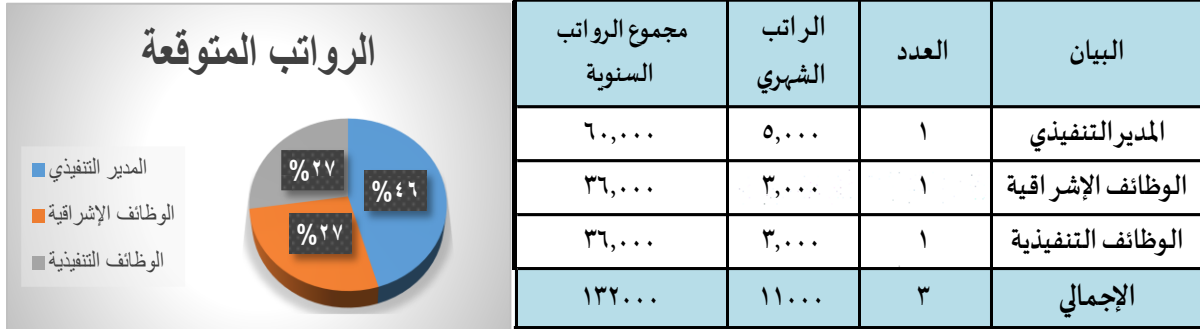 الرواتب المتوقعة
%٤٦
%٢٧
%٢٧
المدير التنفيذي
الوظائف الإشراقية
الوظائف التنفيذية
البيان العدد الراتب الشهري مجموع الرواتب السنوية
المدير التنفيذي ١ ٥,٠٠٠ ٦٠,٠٠٠
الوظائف الإشراقية ١ ٣,٠٠٠ ٣٦,٠٠٠
الوظائف التنفيذية ١ ٣,٠٠٠ ٣٦,٠٠٠
الإجمالي ٣ ١١٠٠٠ ١٣٢٠٠٠